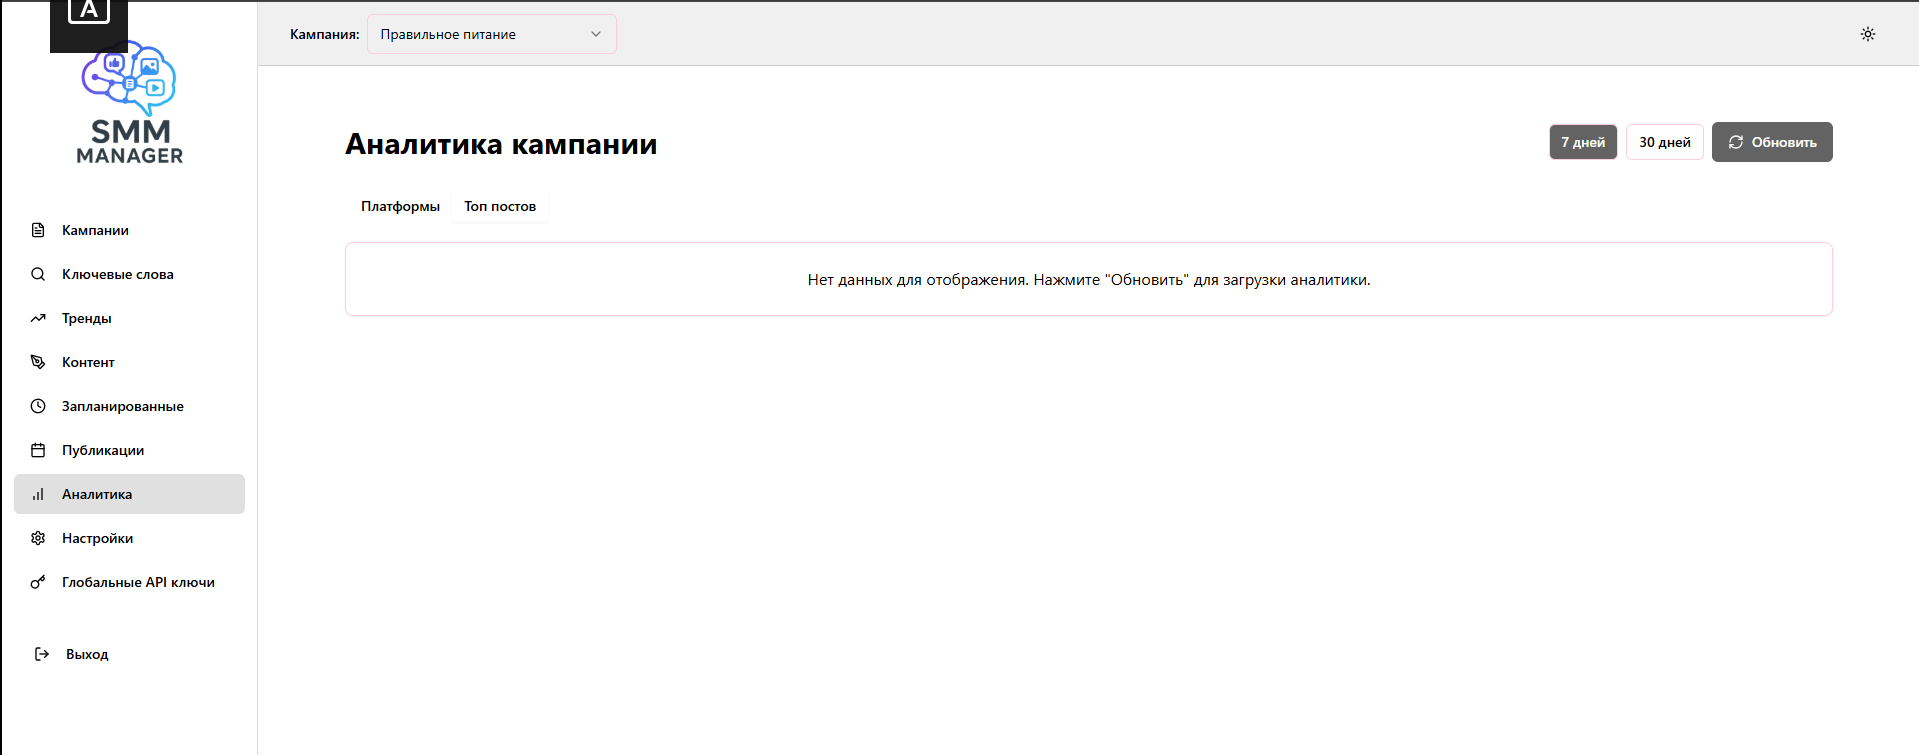 A
SMM
MANAGER
Кампания: Правильное питание
Аналитика кампании
7 дней 30 дней Обновить
Платформы Топ постов
Нет данных для отображения. Нажмите "Обновить" для загрузки аналитики.
Кампании
Ключевые слова
Тренды
Контент
Запланированные
Публикации
Аналитика
Настройки
Глобальные API ключи
Выход